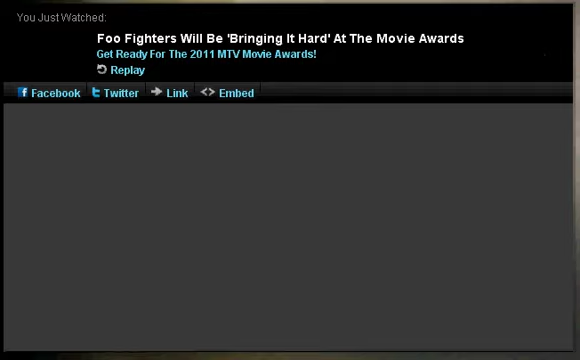 You Just Watched:
Foo Fighters Will Be 'Bringing It Hard' At The Movie Awards
Get Ready For The 2011 MTV Movie Awards!
Replay
Facebook Twitter Link Embed